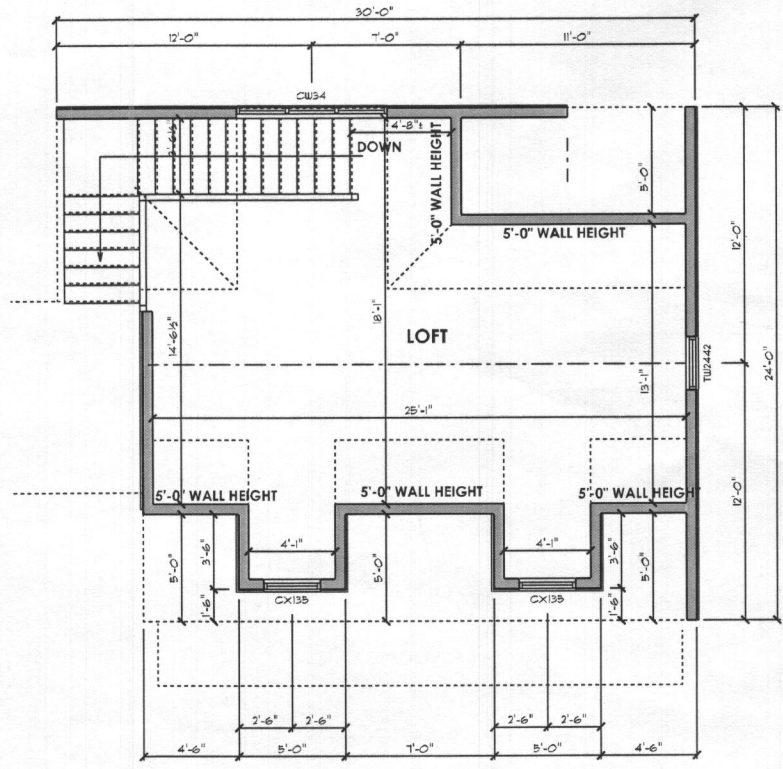 30'-0"
12'-0" 7'-0" 11'-0"
CW34
4'-8"±
3'-6½"
DOWN
5'-0" WALL HEIGHT
5'-0"
5'-0" WALL HEIGHT
12'-0"
18'-1"
LOFT
14'-6½"
13'-1"
TW2442
24'-0"
25'-1"
5'-0" WALL HEIGHT
5'-0" WALL HEIGHT
5'-0" WALL HEIGHT
12'-0"
4'-1"
4'-1"
5'-0"
3'-6"
5'-0"
3'-6"
5'-0"
CX135
CX135
1'-6"
1'-6"
2'-6" 2'-6" 2'-6" 2'-6"
4'-6" 5'-0" 7'-0" 5'-0" 4'-6"